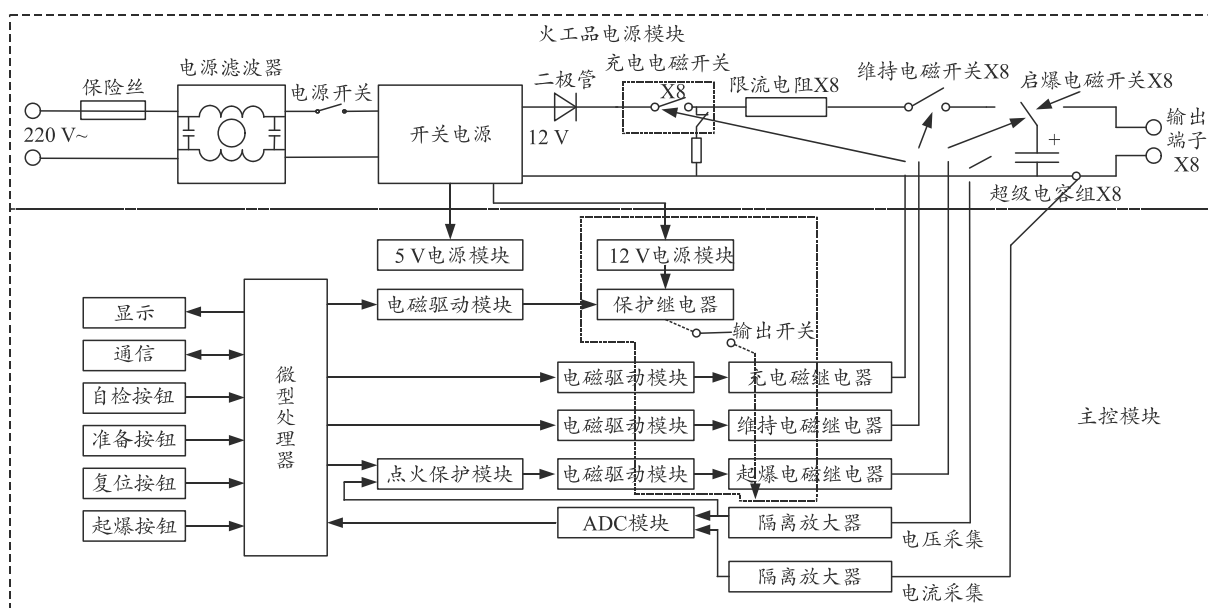 火工品电源模块
保险丝
电源滤波器
电源开关
220 V~
开关电源
二极管
12 V
充电电磁开关
X8
限流电阻X8
维持电磁开关X8
启爆电磁开关X8
+
输出
端子
X8
超级电容组X8
5 V电源模块
12 V电源模块
显示
通信
自检按钮
准备按钮
复位按钮
起爆按钮
微型处理器
电磁驱动模块
保护继电器
输出开关
电磁驱动模块
充电磁继电器
电磁驱动模块
维持电磁继电器
点火保护模块
电磁驱动模块
起爆电磁继电器
ADC模块
隔离放大器
电压采集
隔离放大器
电流采集
主控模块